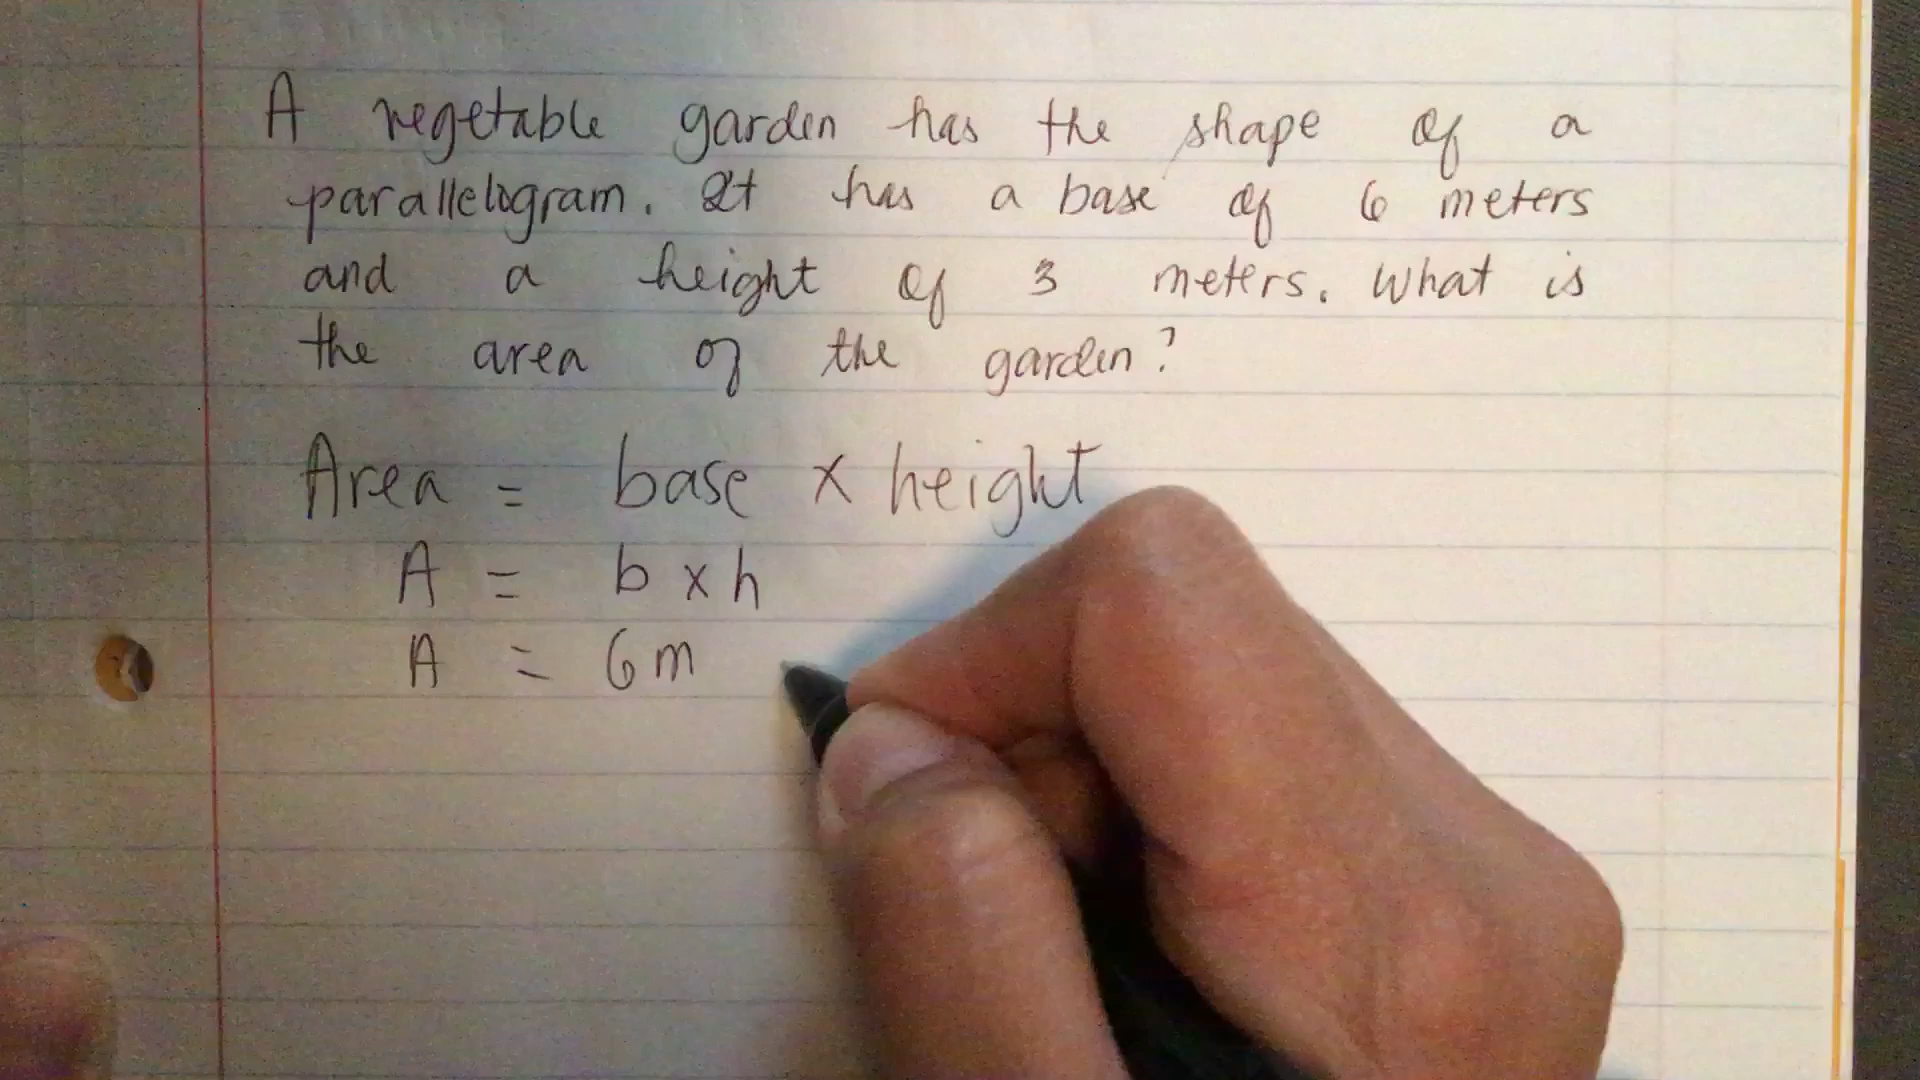 A vegetable garden has the shape of a
parallelogram. It has a base of 6 meters
and a height of 3 meters. What is
the area of the garden?
Area = base x height
A = b x h
A = 6m